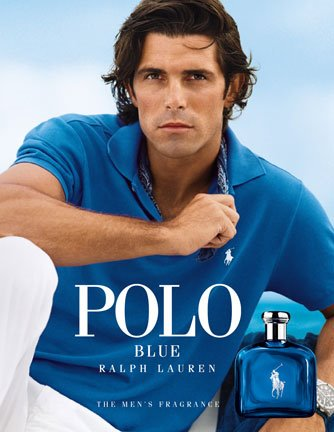 POLO
BLUE
RALPH LAUREN
THE MEN'S FRAGRANCE